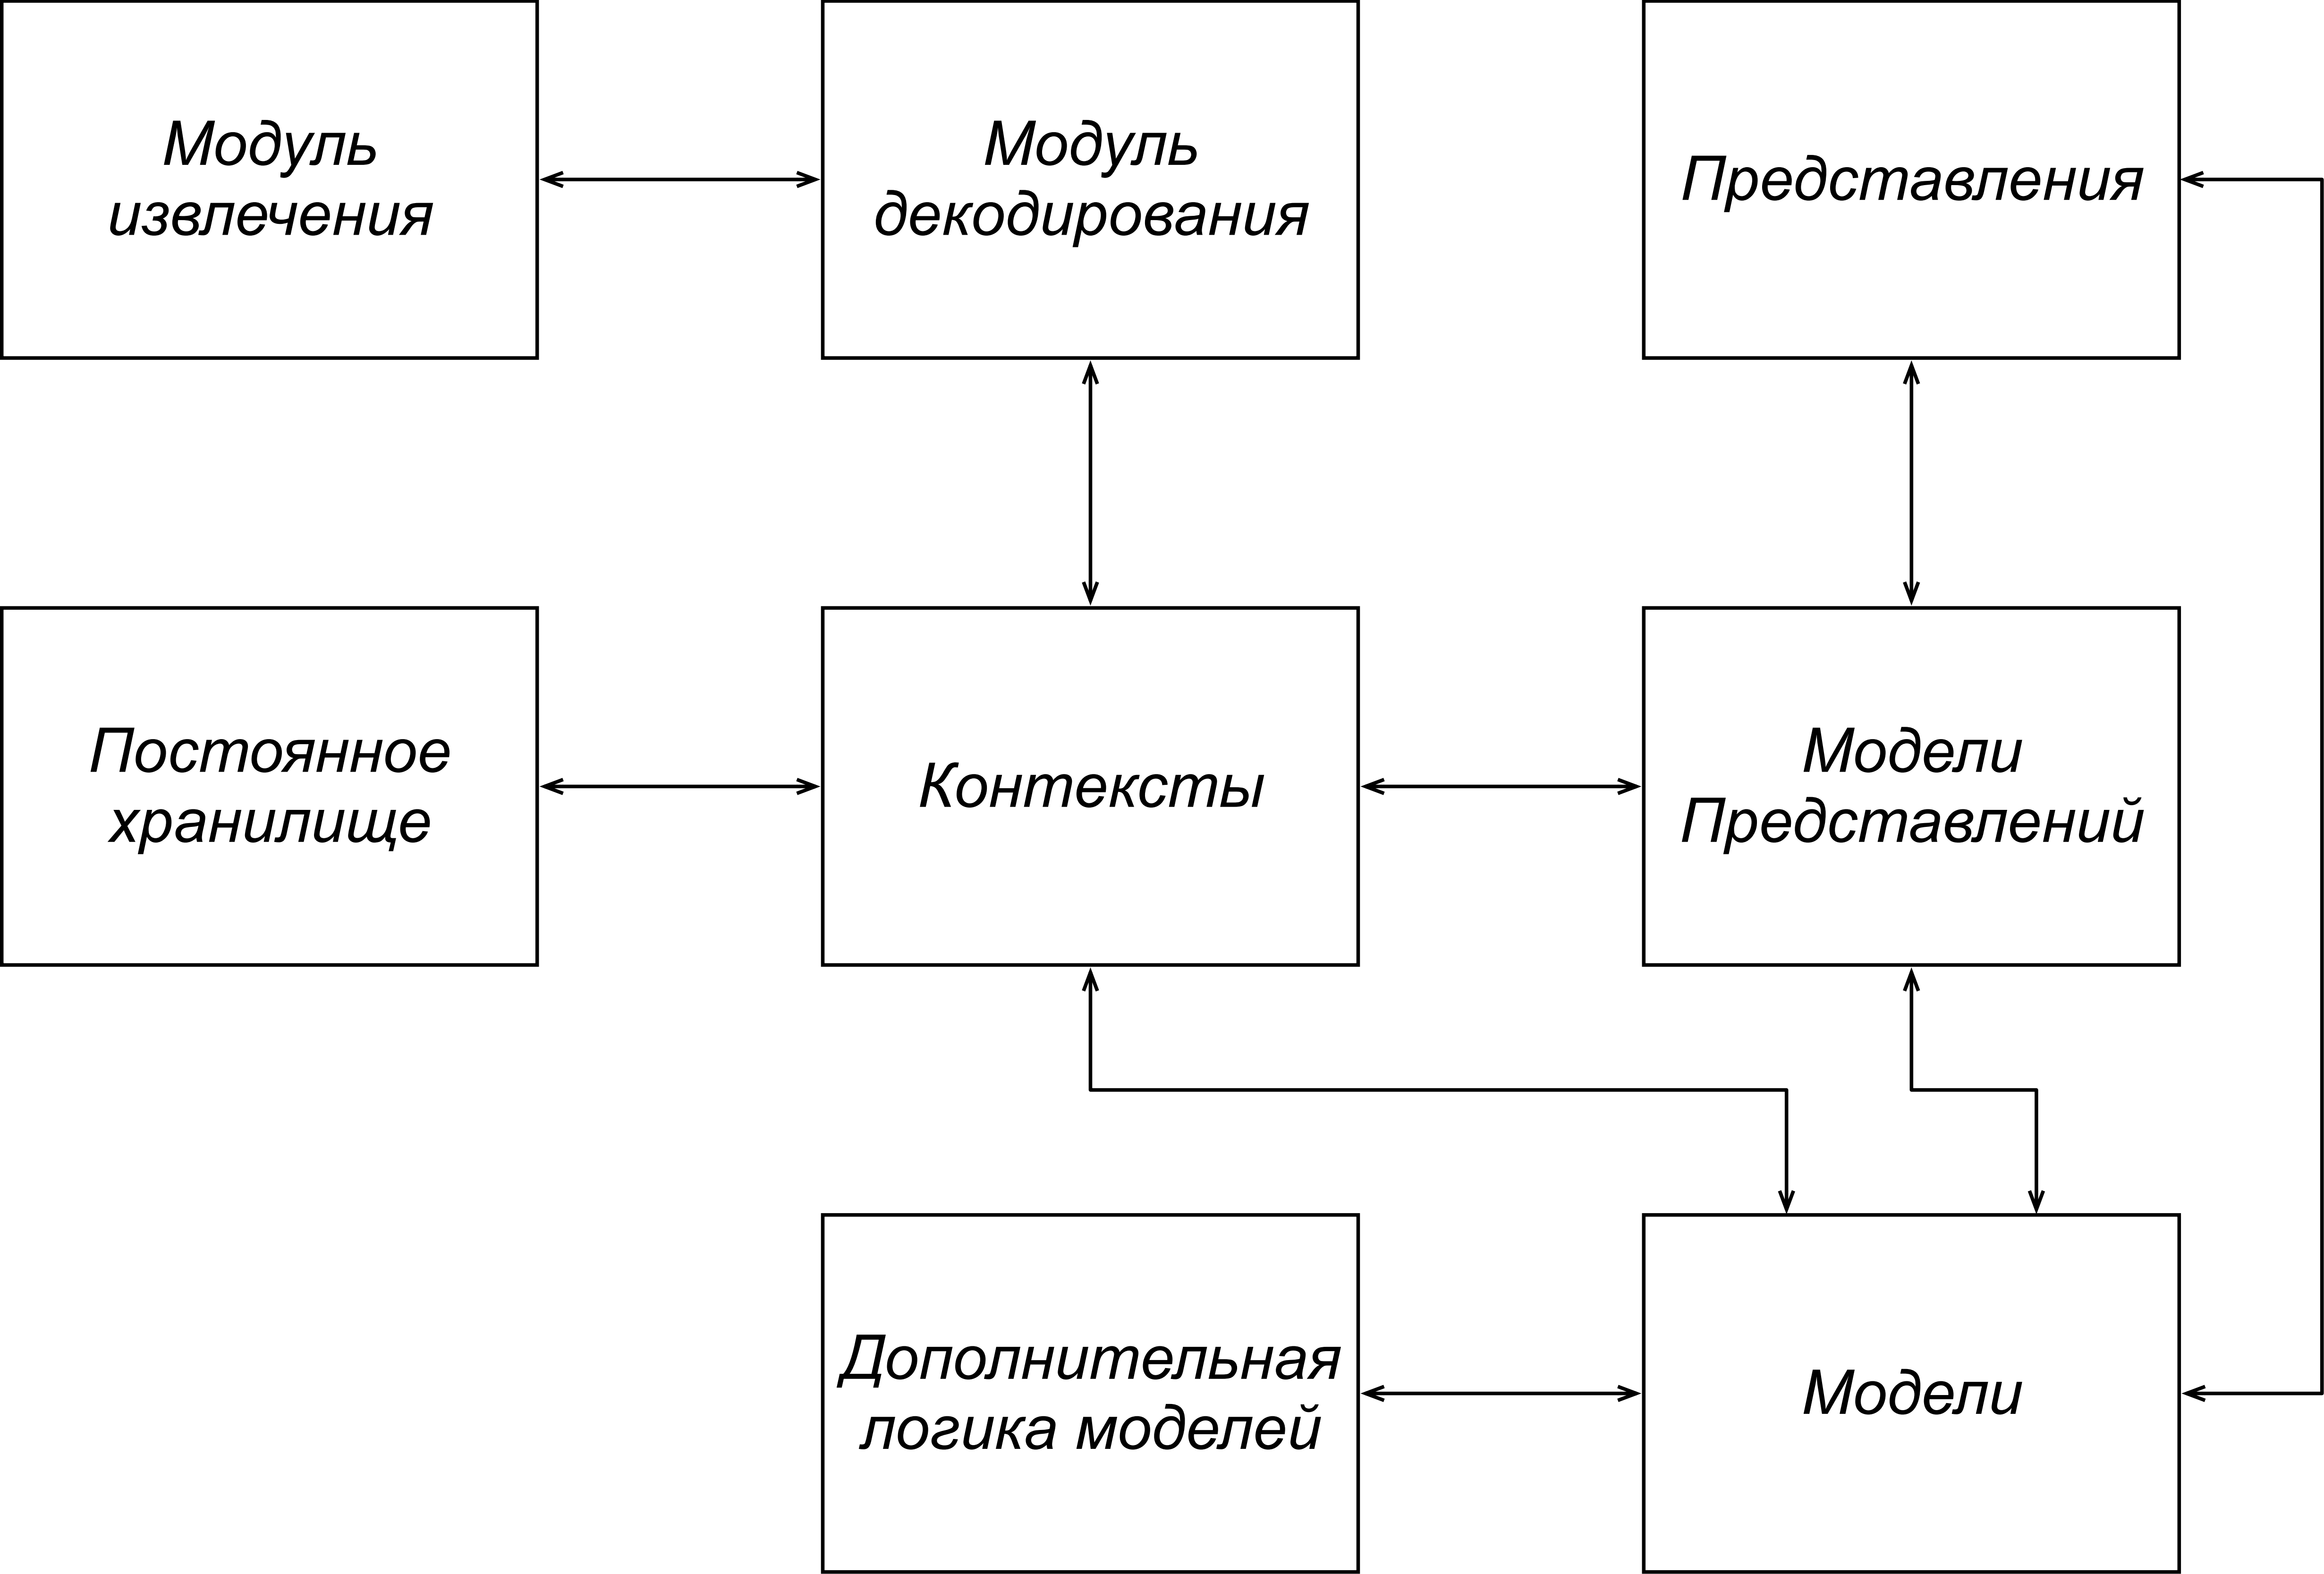 Модуль
извлечения
Модуль
декодирования
Представления
Постоянное
хранилище
Контексты
Модели
Представлений
Дополнительная
логика моделей
Модели